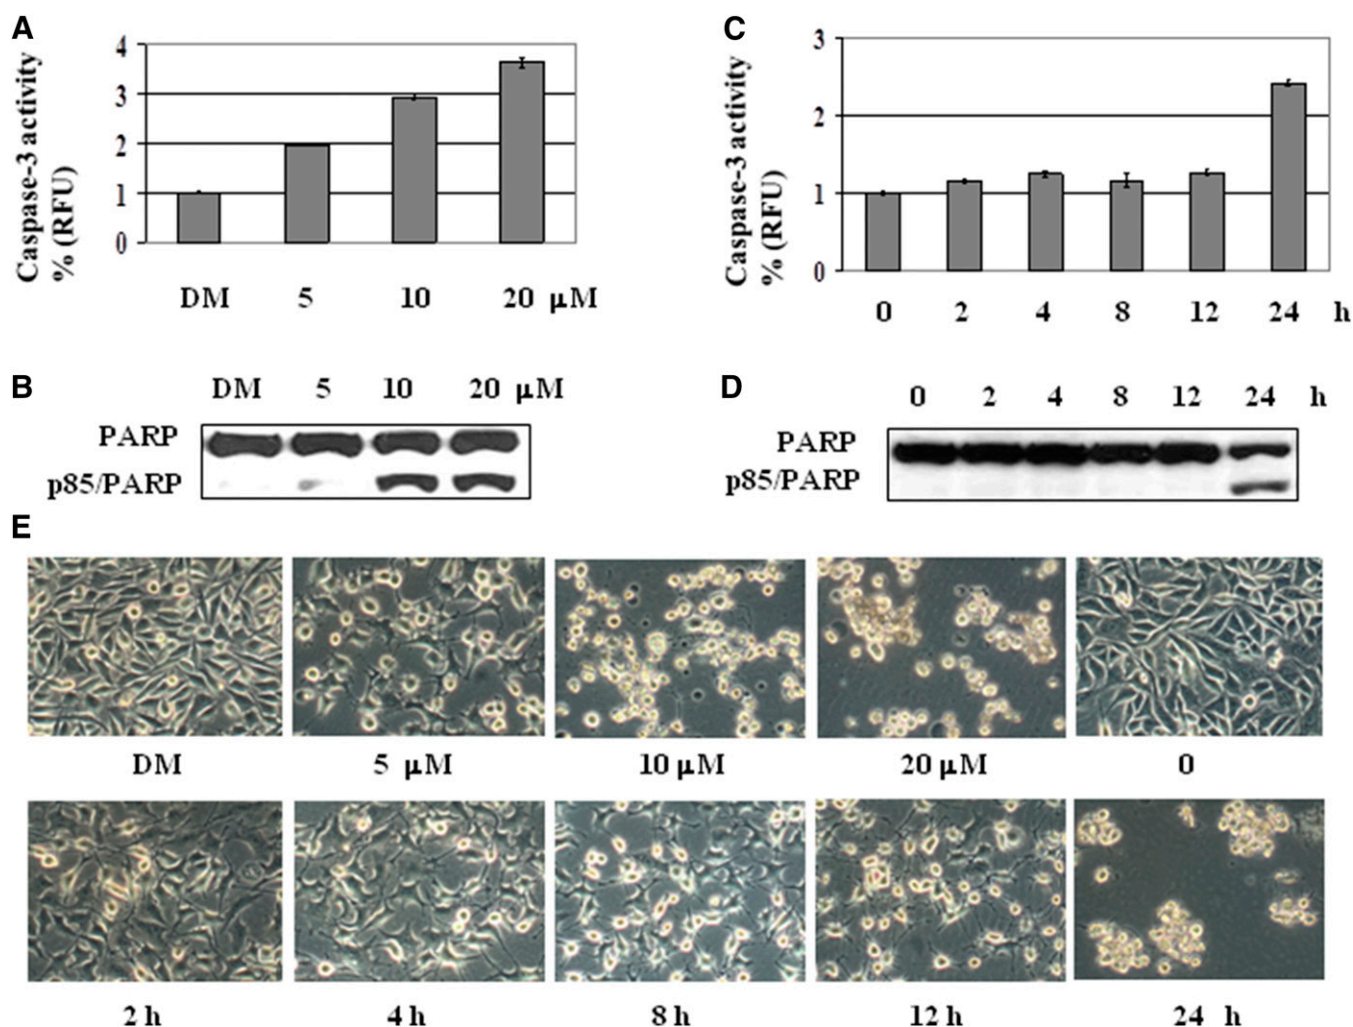 A
Caspase-3 activity
% (RFU)
4
3
2
1
0
DM 5 10 20 μM
C
Caspase-3 activity
% (RFU)
3
2
1
0
0 2 4 8 12 24 h
B
DM 5 10 20 μM
PARP
p85/PARP
D
0 2 4 8 12 24 h
PARP
p85/PARP
E
DM 5 μM 10 μM 20 μM 0
2 h 4 h 8 h 12 h 24 h